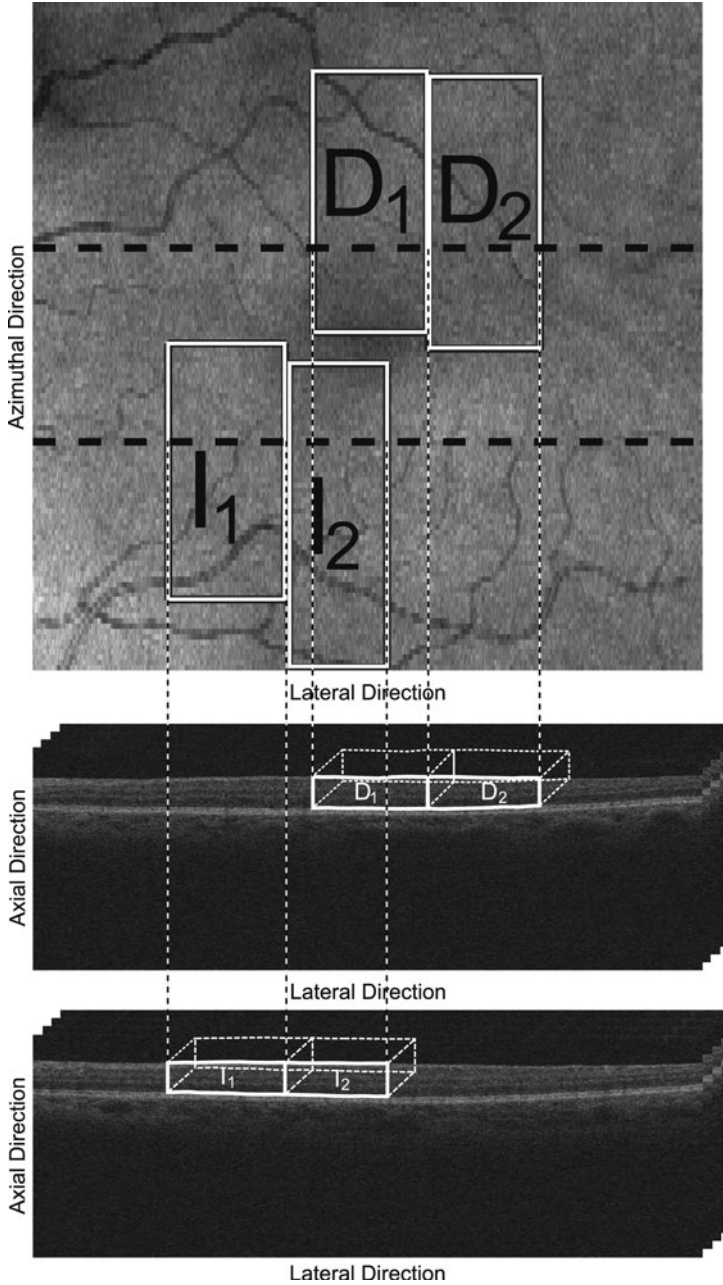 D1
D2
Azimuthal Direction
I1
I2
Lateral Direction
D1
D2
Axial Direction
Lateral Direction
I1
I2
Axial Direction
Lateral Direction